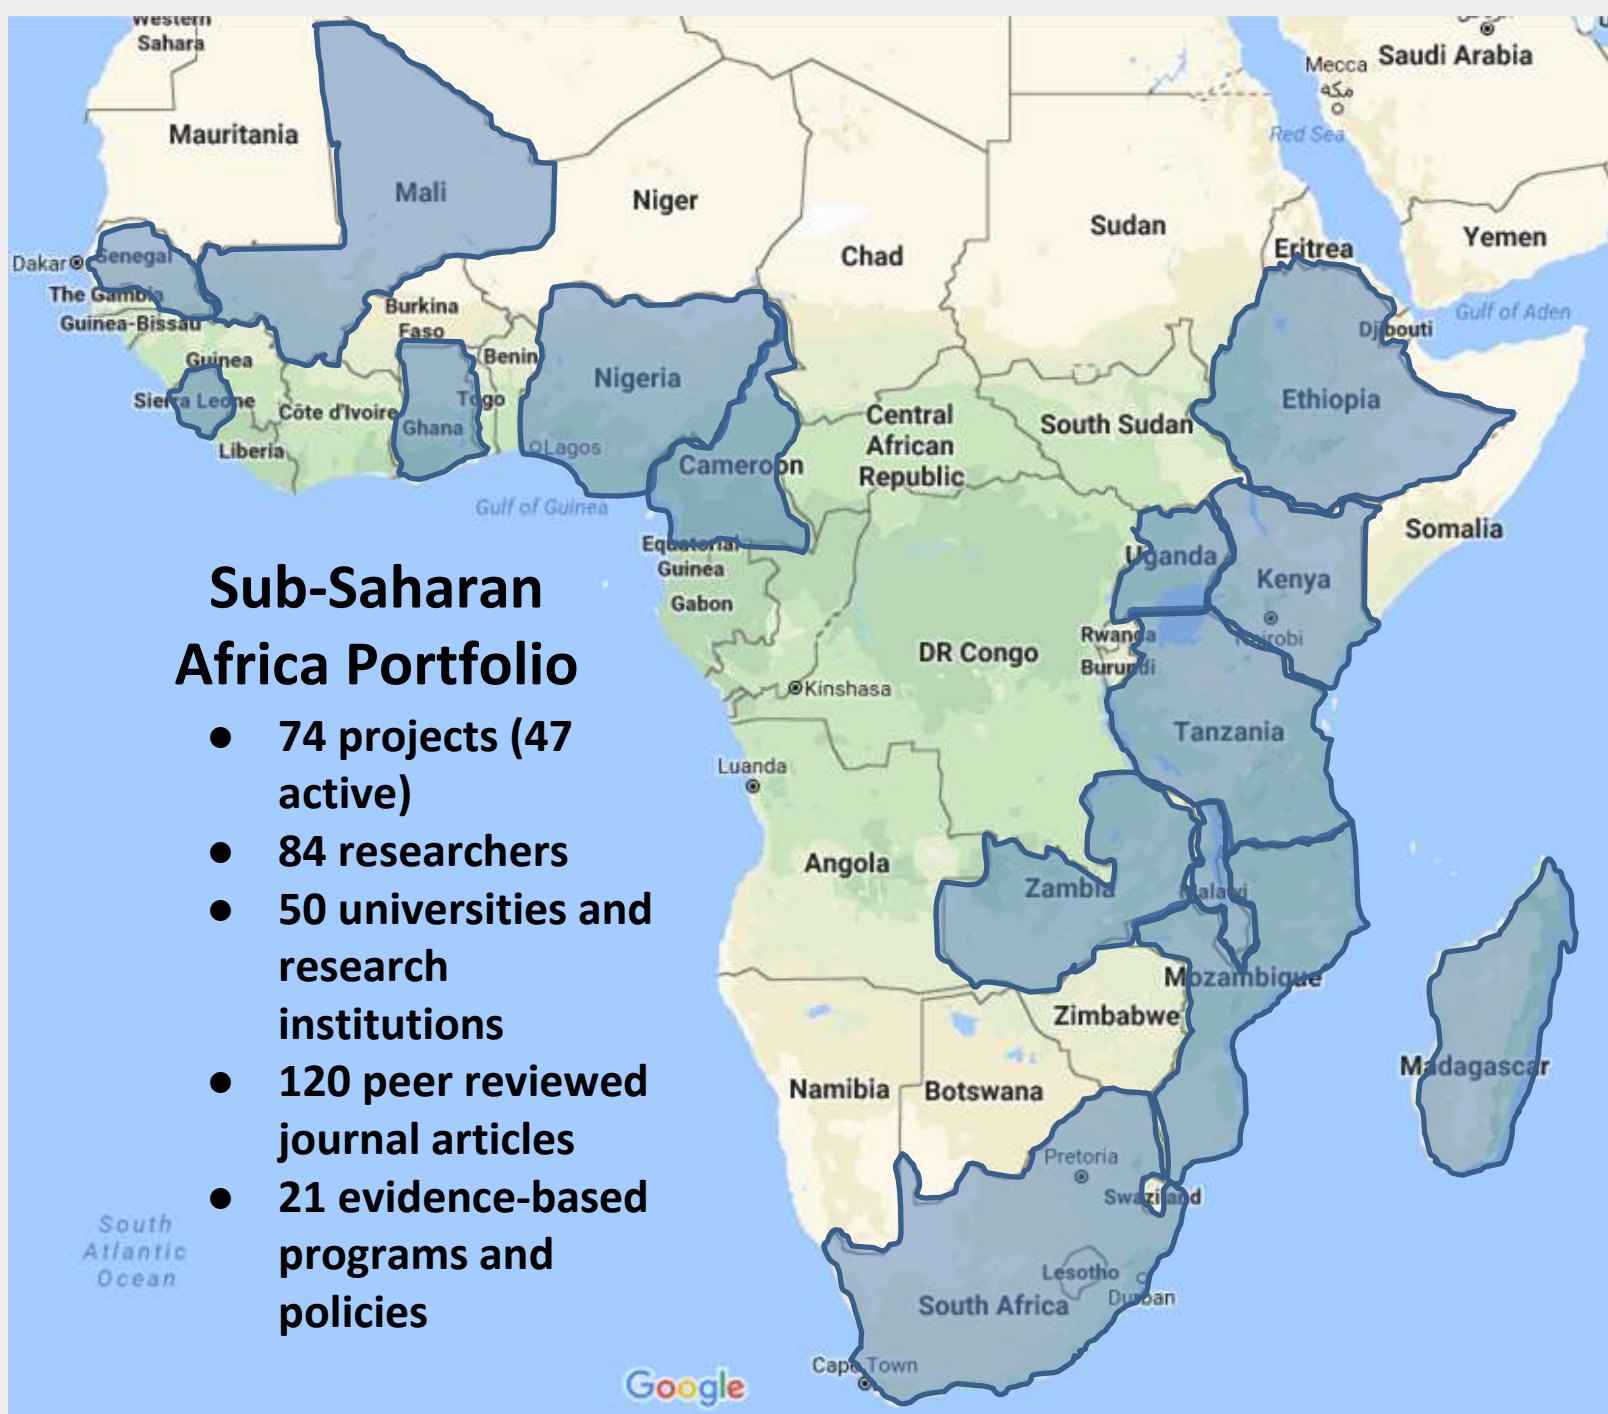 Western
Sahara
Mauritania
Mali
Niger
Chad
Sudan
Eritrea
Yemen
Saudi Arabia
Mecca
مكة
Red Sea
Gulf of Aden
Djibouti
Dakar
Senegal
The Gambia
Guinea-Bissau
Guinea
Sierra Leone
Liberia
Côte d'Ivoire
Burkina
Faso
Ghana
Togo
Benin
Nigeria
Lagos
Cameroon
Central
African
Republic
South Sudan
Ethiopia
Somalia
Gulf of Guinea
Equatorial
Guinea
Gabon
Uganda
Kenya
Nairobi
Rwanda
Burundi
DR Congo
Kinshasa
Tanzania
Luanda
Angola
Zambia
Malawi
Mozambique
Zimbabwe
Namibia
Botswana
Madagascar
Pretoria
Swaziland
Lesotho
Durban
South Africa
Cape Town
South
Atlantic
Ocean
Sub-Saharan
Africa Portfolio
● 74 projects (47
active)
● 84 researchers
● 50 universities and
research
institutions
● 120 peer reviewed
journal articles
● 21 evidence-based
programs and
policies
Google